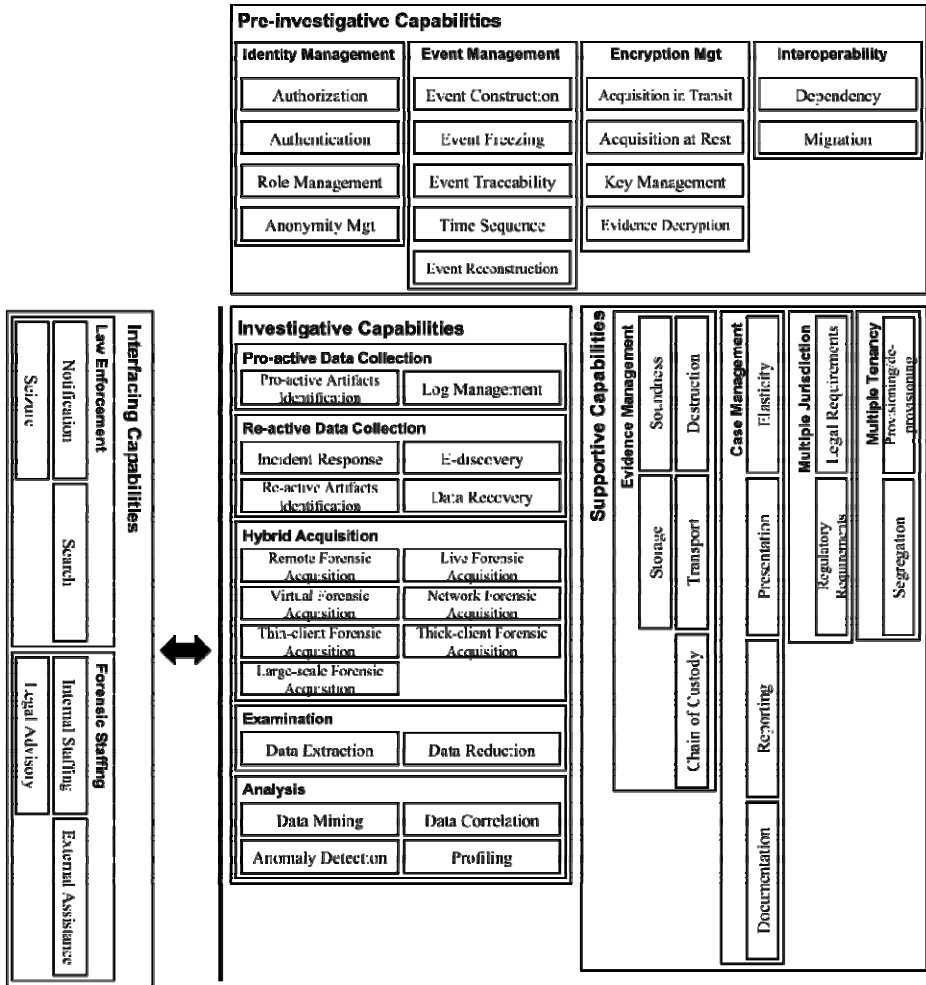 Pre-investigative Capabilities
Identity Management
Authorization
Authentication
Role Management
Anonymity Mgt
Event Management
Event Construction
Event Freezing
Event Traceability
Time Sequence
Event Reconstruction
Encryption Mgt
Acquisition in Transit
Acquisition at Rest
Key Management
Evidence Decryption
Interoperability
Dependency
Migration
Interfacing Capabilities
Law Enforcement
Notification
Search
Seizure
Forensic Staffing
Internal Staffing
External Assistance
Legal Advisory
Investigative Capabilities
Pro-active Data Collection
Pro-active Artifacts
Identification
Log Management
Re-active Data Collection
Incident Response
E-discovery
Re-active Artifacts
Identification
Data Recovery
Hybrid Acquisition
Remote Forensic
Acquisition
Live Forensic
Acquisition
Virtual Forensic
Acquisition
Network Forensic
Acquisition
Thin-client Forensic
Acquisition
Thick-client Forensic
Acquisition
Large-scale Forensic
Acquisition
Examination
Data Extraction
Data Reduction
Analysis
Data Mining
Data Correlation
Anomaly Detection
Profiling
Supportive Capabilities
Evidence Management
Storage
Soundness
Chain of Custody
Transport
Destruction
Case Management
Documentation
Reporting
Presentation
Elasticity
Multiple Jurisdiction
Regulatory
Requirements
Legal Requirements
Multiple Tenancy
Segregation
Provisioning/de-
provisioning